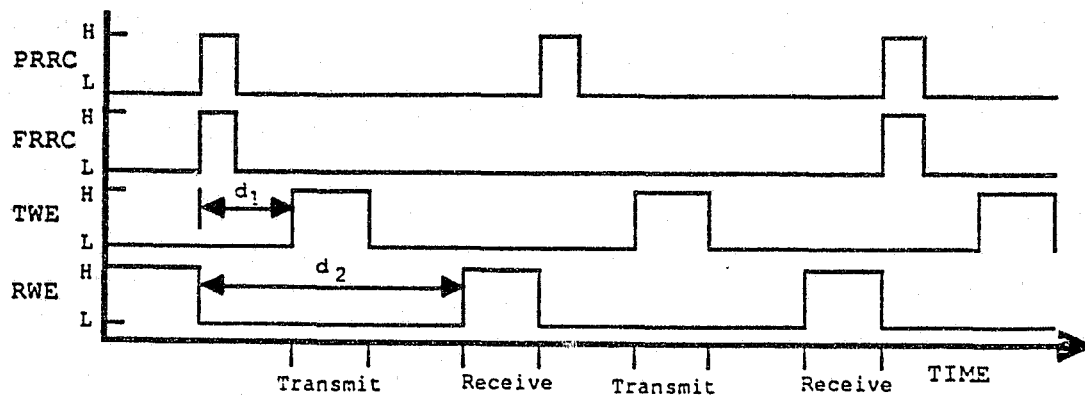 H
PRRC
L
H
FRRC
L
H
d1
TWE
L
H
d2
RWE
L
Transmit Receive Transmit Receive TIME